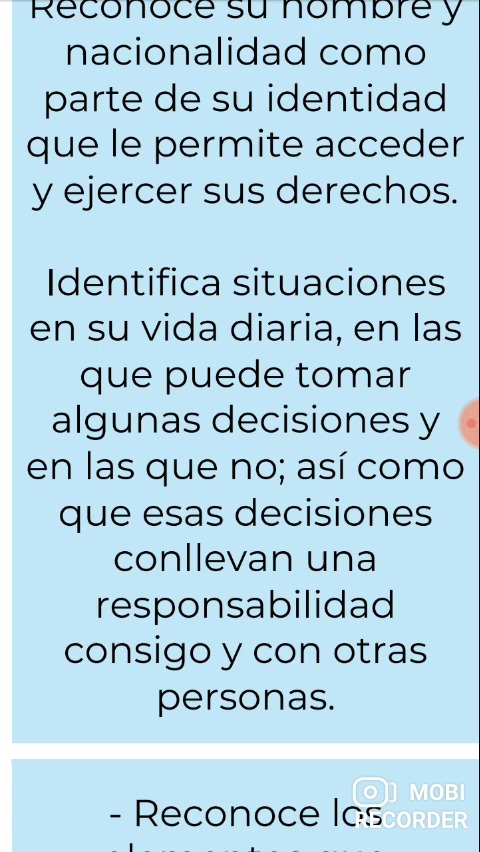 Reconoce su nombre y
nacionalidad como
parte de su identidad
que le permite acceder
y ejercer sus derechos.
Identifica situaciones
en su vida diaria, en las
que puede tomar
algunas decisiones y
en las que no; así como
que esas decisiones
conllevan una
responsabilidad
consigo y con otras
personas.
- Reconoce los
MOBI
RECORDER